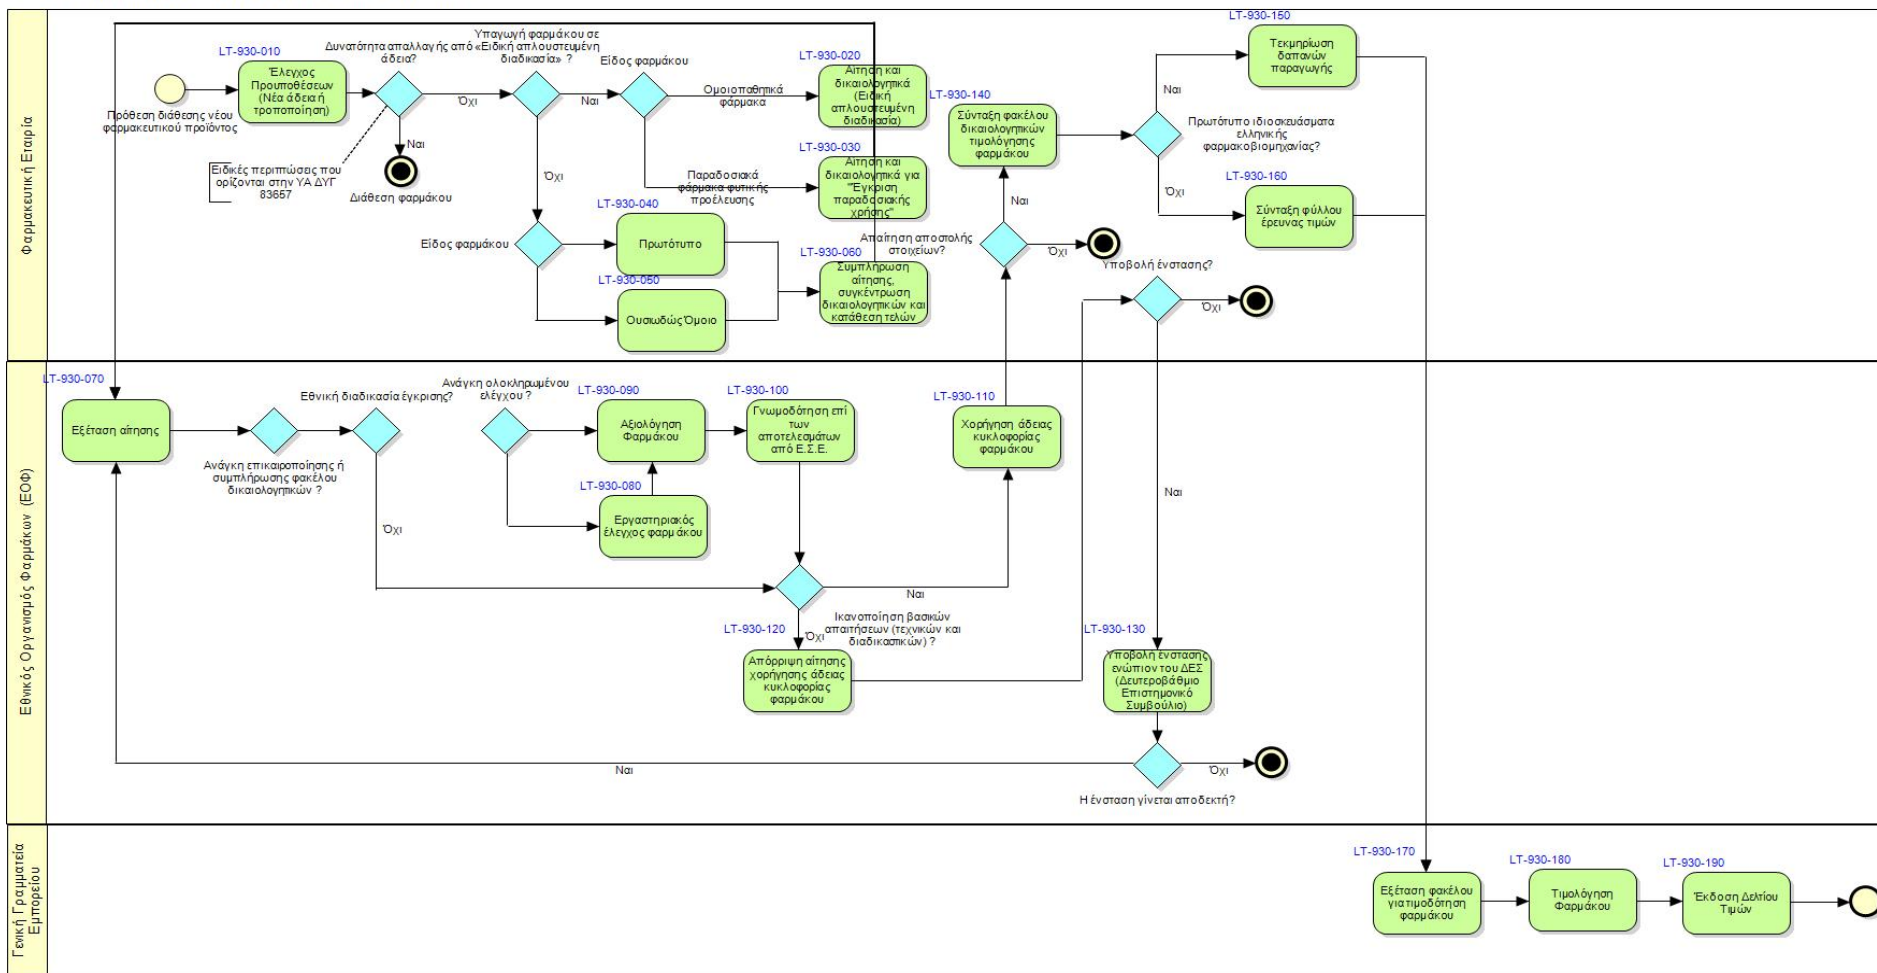 Φαρμακευτική Εταιρία
LT-930-010
Έλεγχος
Προυποθέσεων
(Νέα άδεια ή
τροποποίηση)
Πρόθεση διάθεσης νέου
φαρμακευτικού προϊόντος
Δυνατότητα απαλλαγής από
άδεια?
Όχι
Ναι
Διάθεση φαρμάκου
Ειδικές περιπτώσεις που
ορίζονται στην ΥΑ ΔΥΓ
83657
Υπαγωγή φαρμάκου σε
«Ειδική απλουστευμένη
διαδικασία» ?
Ναι
Όχι
Είδος φαρμάκου
Ομοιοπαθητικά
φάρμακα
Παραδοσιακά
φάρμακα φυτικής
προέλευσης
LT-930-020
Αίτηση και
δικαιολογητικά
(Ειδική
απλουστευμένη
διαδικασία)
LT-930-030
Αίτηση και
δικαιολογητικά για
"Έγκριση
παραδοσιακής
χρήσης"
Είδος φαρμάκου
LT-930-040
Πρωτότυπο
LT-930-050
Ουσιωδώς Όμοιο
LT-930-060
Συμπλήρωση
αίτησης,
συγκέντρωση
δικαιολογητικών και
κατάθεση τελών
LT-930-140
Σύνταξη φακέλου
δικαιολογητικών
τιμολόγησης
φαρμάκου
Ναι
Απαίτηση αποστολής
στοιχείων?
Όχι
LT-930-150
Τεκμηρίωση
δαπανών
παραγωγής
Ναι
Πρωτότυπο ιδιοσκευάσματα
ελληνικής
φαρμακοβιομηχανίας?
Όχι
LT-930-160
Σύνταξη φύλλου
έρευνας τιμών
Υποβολή ένστασης?
Όχι
Ναι
Εθνικός Οργανισμός Φαρμάκων (ΕΟΦ)
LT-930-070
Εξέταση αίτησης
Ανάγκη επικαιροποίησης ή
συμπλήρωσης φακέλου
δικαιολογητικών ?
Εθνική διαδικασία έγκρισης?
Όχι
Ανάγκη ολοκληρωμένου
ελέγχου ?
LT-930-090
Αξιολόγηση
Φαρμάκου
LT-930-080
Εργαστηριακός
έλεγχος φαρμάκου
LT-930-100
Γνωμοδότηση επί
των
αποτελεσμάτων
από Ε.Σ.Ε.
LT-930-110
Χορήγηση άδειας
κυκλοφορίας
φαρμάκου
Ναι
Ικανοποίηση βασικών
απαιτήσεων (τεχνικών και
διαδικαστικών) ?
Όχι
LT-930-120
Απόρριψη αίτησης
χορήγησης άδειας
κυκλοφορίας
φαρμάκου
LT-930-130
Υποβολή ένστασης
ενώπιον του ΔΕΣ
(Δευτεροβάθμιο
Επιστημονικό
Συμβούλιο)
Ναι
Όχι
Η ένσταση γίνεται αποδεκτή?
Γενική Γραμματεία
Εμπορείου
LT-930-170
Εξέταση φακέλου
για τιμοδότηση
φαρμάκου
LT-930-180
Τιμολόγηση
Φαρμάκου
LT-930-190
Έκδοση Δελτίου
Τιμών